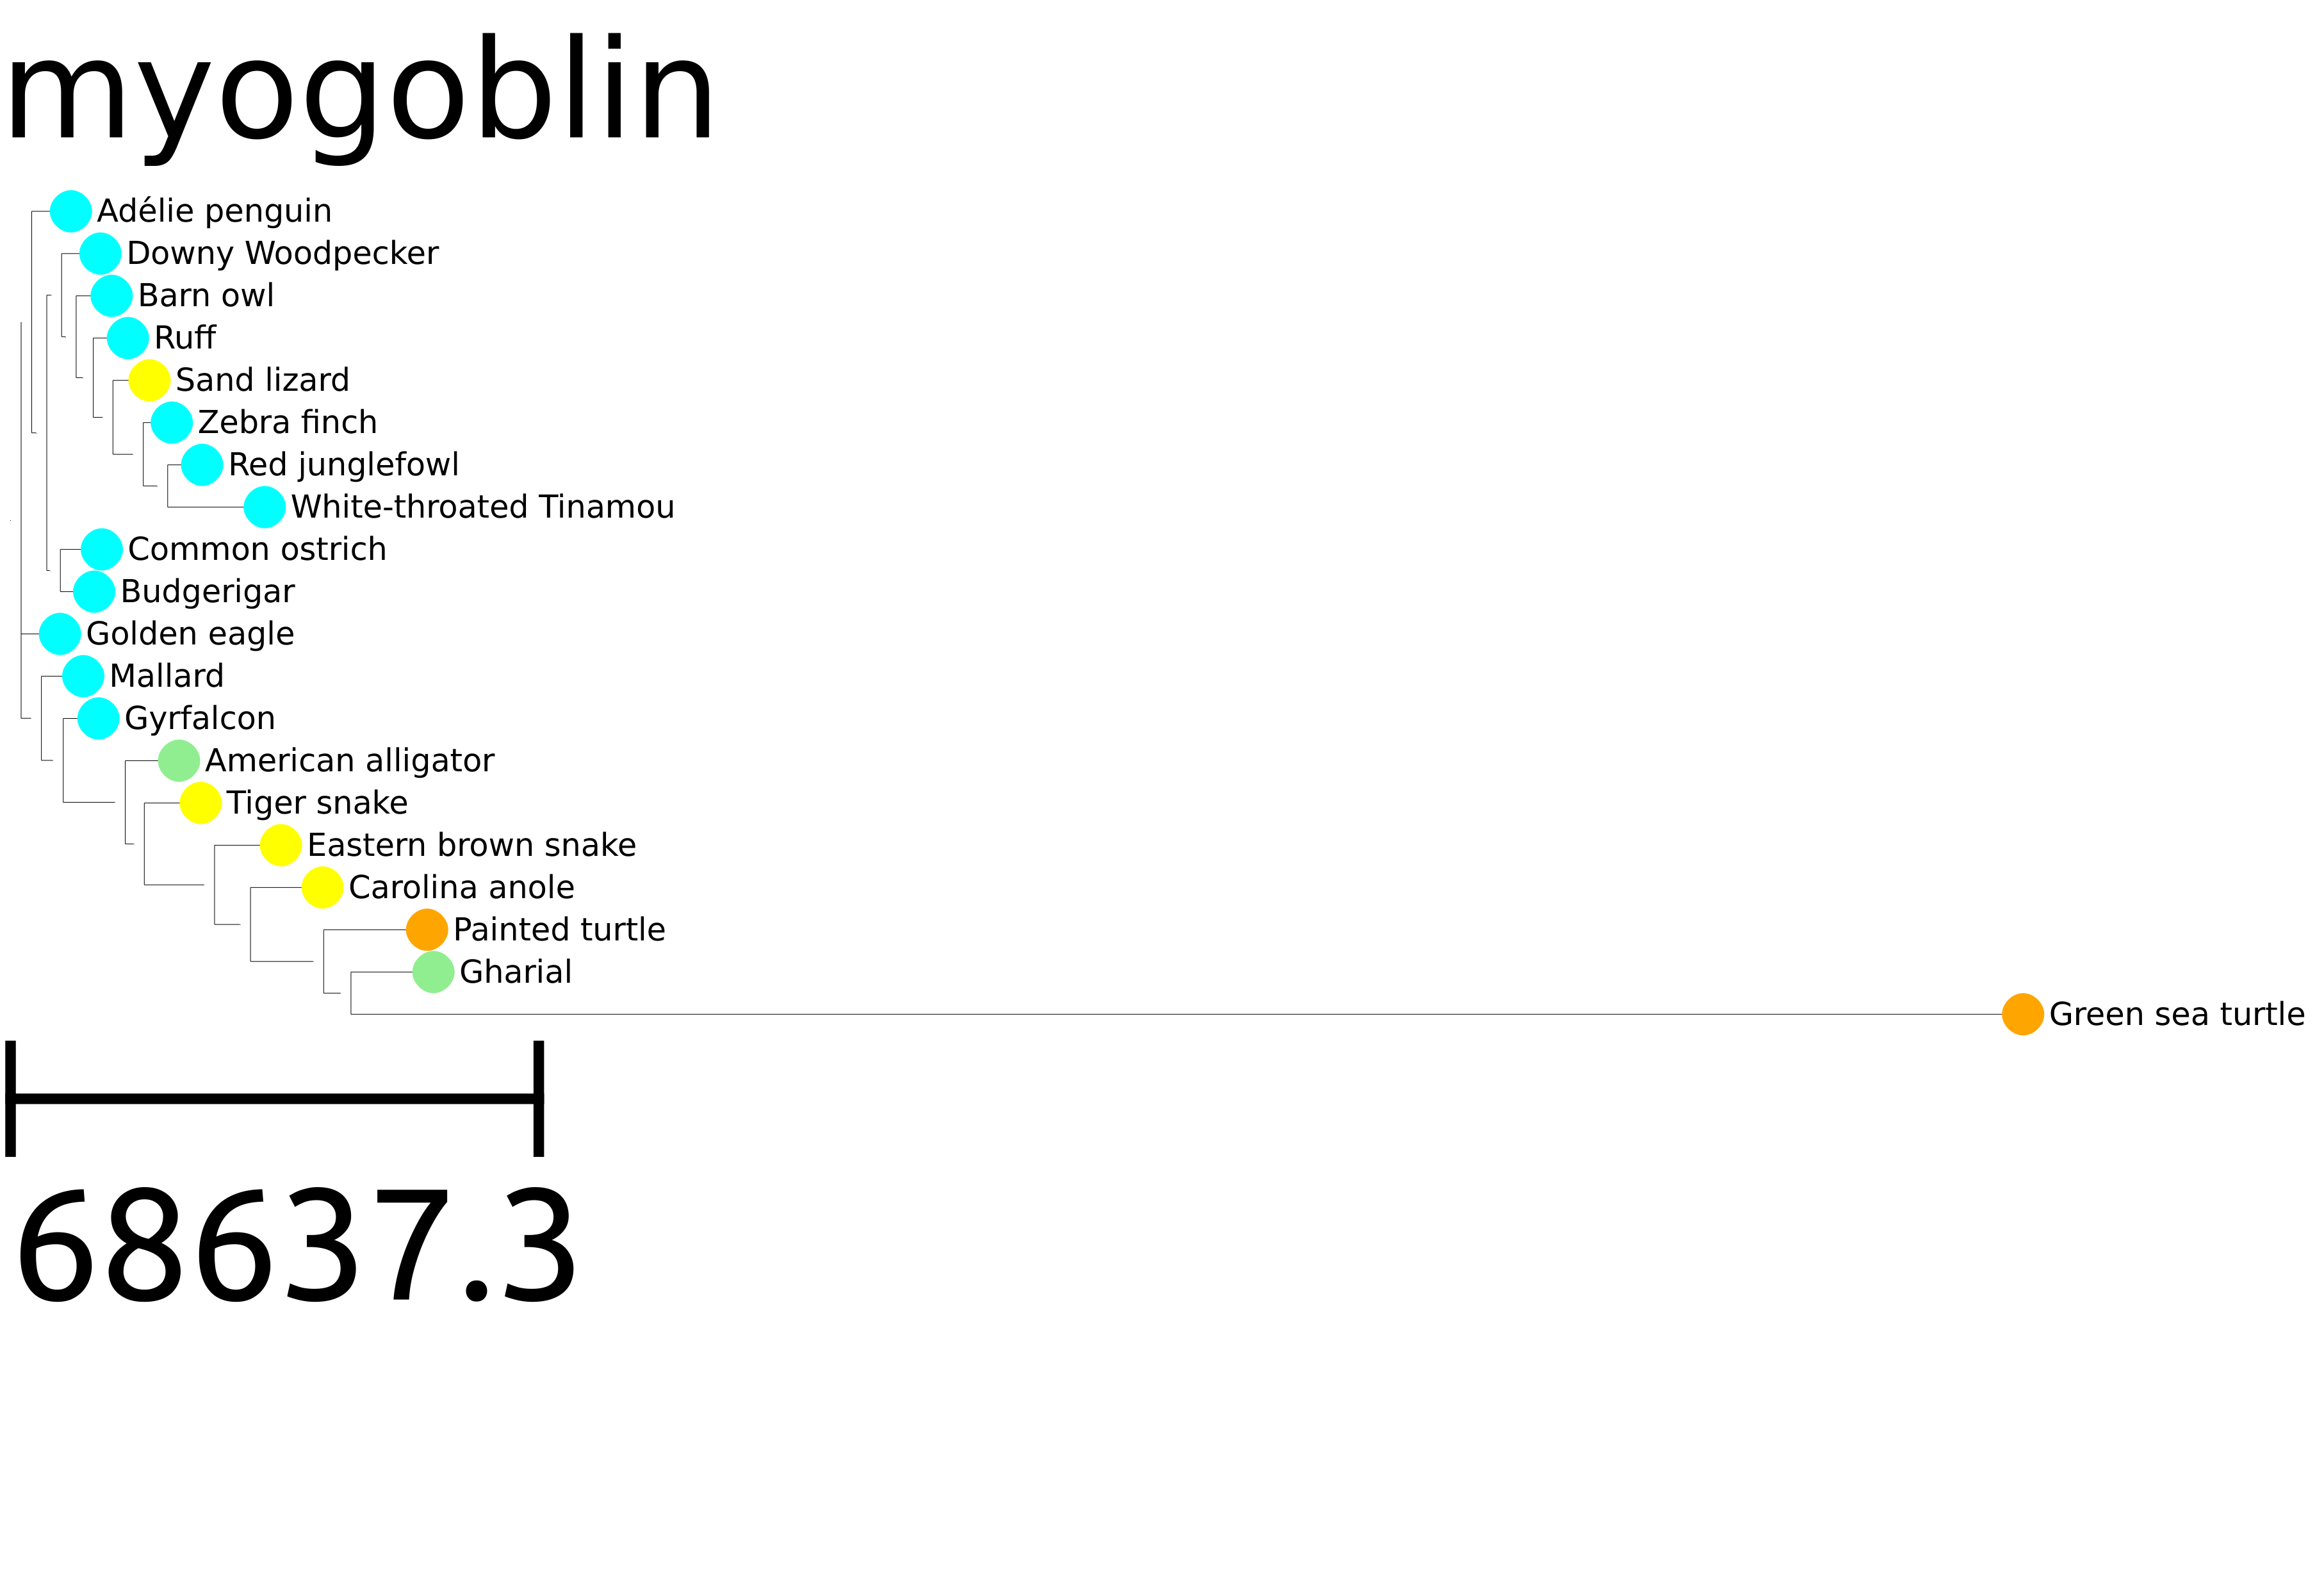 myogoblin
Adélie penguin
Downy Woodpecker
Barn owl
Ruff
Sand lizard
Zebra finch
Red junglefowl
White-throated Tinamou
Common ostrich
Budgerigar
Golden eagle
Mallard
Gyrfalcon
American alligator
Tiger snake
Eastern brown snake
Carolina anole
Painted turtle
Gharial
Green sea turtle
68637.3